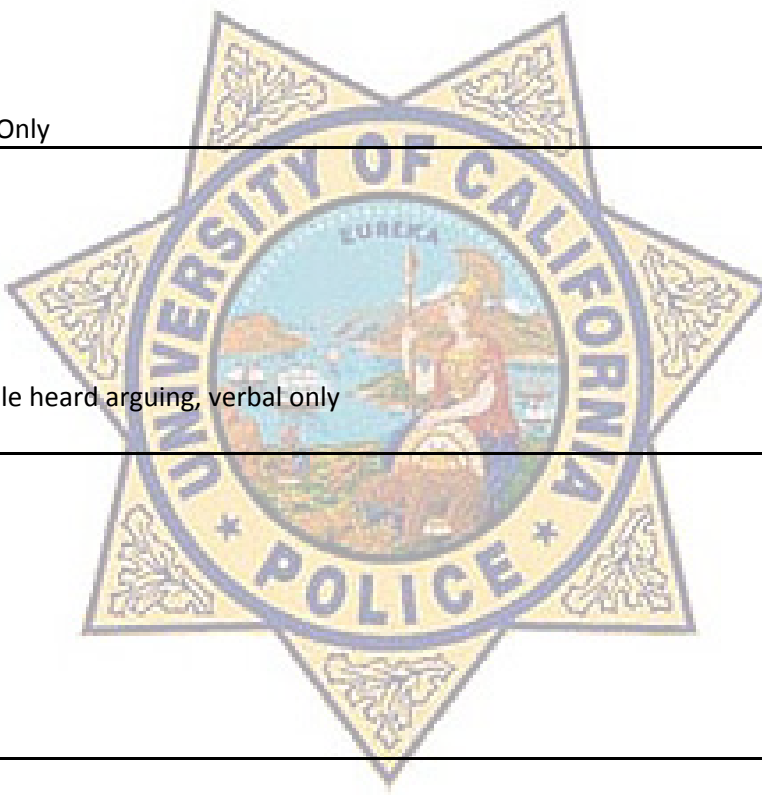 Only
UNIVERSITY OF CALIFORNIA
EUREKA
le heard arguing, verbal only
POLICE